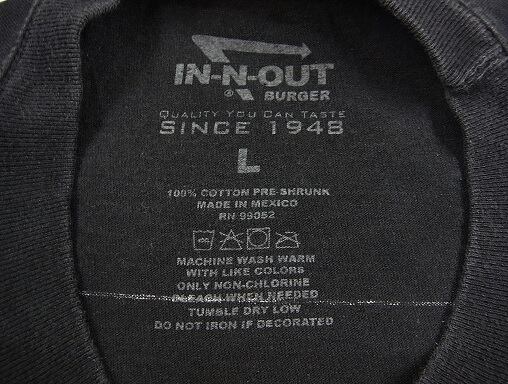 IN-N-OUT
® BURGER
QUALITY YOU CAN TASTE
SINCE 1948
L
100% COTTON PRE-SHRUNK
MADE IN MEXICO
RN 99052
MACHINE WASH WARM
WITH LIKE COLORS
ONLY NON-CHLORINE
BLEACH WHEN NEEDED
TUMBLE DRY LOW
DO NOT IRON IF DECORATED